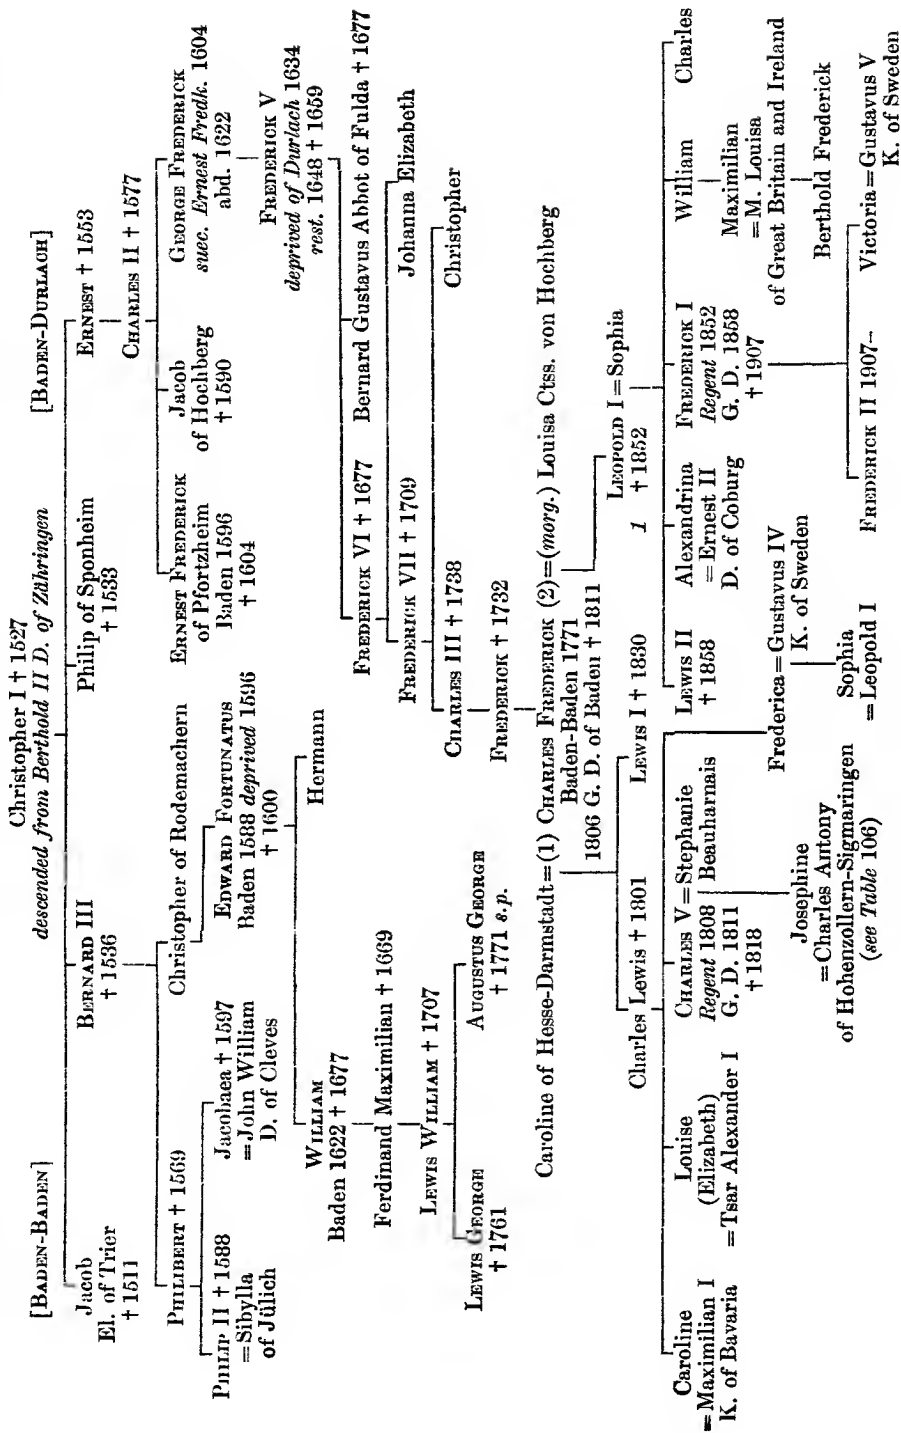 Christopher I † 1527
descended from Berthold II D. of Zähringen
[BADEN-BADEN]
[BADEN-DURLACH]
Jacob
El. of Trier
† 1511
BERNARD III
† 1536
Philip of Sponheim
† 1533
ERNEST † 1553
CHARLES II † 1577
PHILIBERT † 1569
Christopher of Rodemachern
ERNEST FREDERICK
of Pfortzheim
Baden 1596
† 1604
Jacob
of Hochberg
† 1590
GEORGE FREDERICK
suec. Ernest Fredk. 1604
abd. 1622
PHILIP II † 1588
=Sibylla
of Jülich
Jacobaea † 1597
=John William
D. of Cleves
EDWARD FORTUNATUS
Baden 1588 deprived 1596
† 1600
FREDERICK V
deprived of Durlach 1634
rest. 1648 † 1659
WILLIAM
Baden 1622 † 1677
Hermann
FREDERICK VI † 1677
Bernard Gustavus Abbot of Fulda † 1677
Ferdinand Maximilian † 1669
FREDERICK VII † 1709
Johanna Elizabeth
LEWIS WILLIAM † 1707
CHARLES III † 1738
Christopher
LEWIS GEORGE
† 1761
AUGUSTUS GEORGE
† 1771 s.p.
FREDERICK † 1732
Caroline of Hesse-Darmstadt=(1) CHARLES FREDERICK (2)=(morg.) Louisa Ctss. von Hochberg
Baden-Baden 1771
1806 G. D. of Baden † 1811
Charles Lewis † 1801
LEWIS I † 1830
LEOPOLD I=Sophia
1
† 1852
Caroline
=Maximilian I
K. of Bavaria
Louise
(Elizabeth)
=Tsar Alexander I
CHARLES V=Stephanie
Regent 1808 Beauharnais
G. D. 1811
† 1818
Frederica=Gustavus IV
K. of Sweden
LEWIS II
† 1858
Alexandrina
=Ernest II
D. of Coburg
FREDERICK I
Regent 1852
G. D. 1858
† 1907
William
Charles
Maximilian
=M. Louisa
of Great Britain and Ireland
Josephine
=Charles Antony
of Hohenzollern-Sigmaringen
(see Table 106)
Sophia
=Leopold I
FREDERICK II 1907–
Victoria=Gustavus V
K. of Sweden
Berthold Frederick